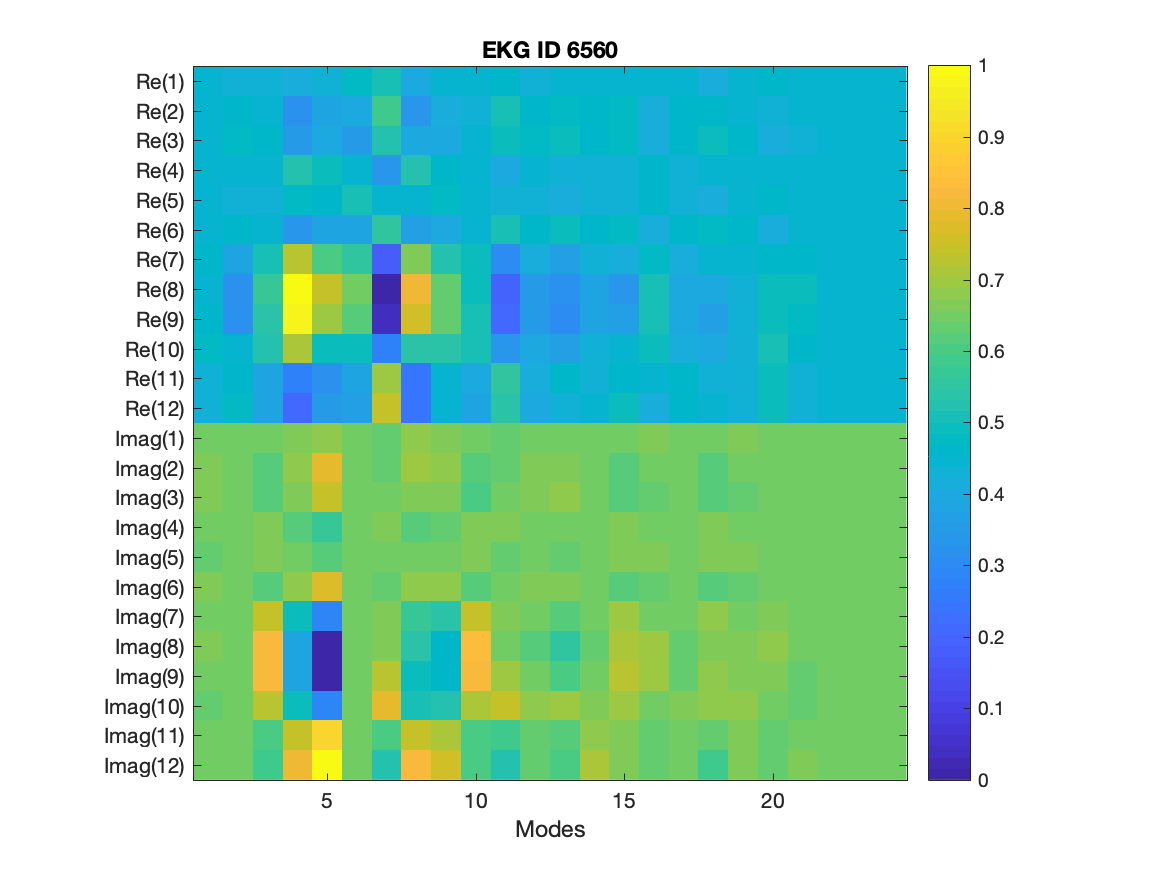 EKG ID 6560
Re(1)
Re(2)
Re(3)
Re(4)
Re(5)
Re(6)
Re(7)
Re(8)
Re(9)
Re(10)
Re(11)
Re(12)
Imag(1)
Imag(2)
Imag(3)
Imag(4)
Imag(5)
Imag(6)
Imag(7)
Imag(8)
Imag(9)
Imag(10)
Imag(11)
Imag(12)
5 10 15 20
Modes
1
0.9
0.8
0.7
0.6
0.5
0.4
0.3
0.2
0.1
0